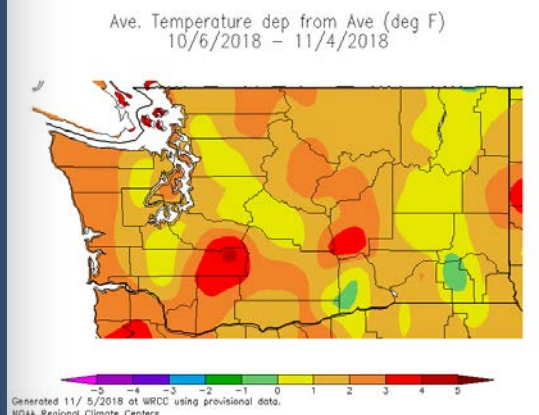 Ave. Temperature dep from Ave (deg F)
10/6/2018 - 11/4/2018
-5 -4 -3 -2 -1 0 1 2 3 4 5
Generated 11/ 5/2018 at WRCC using provisional data.
NOAA Regional Climate Centers